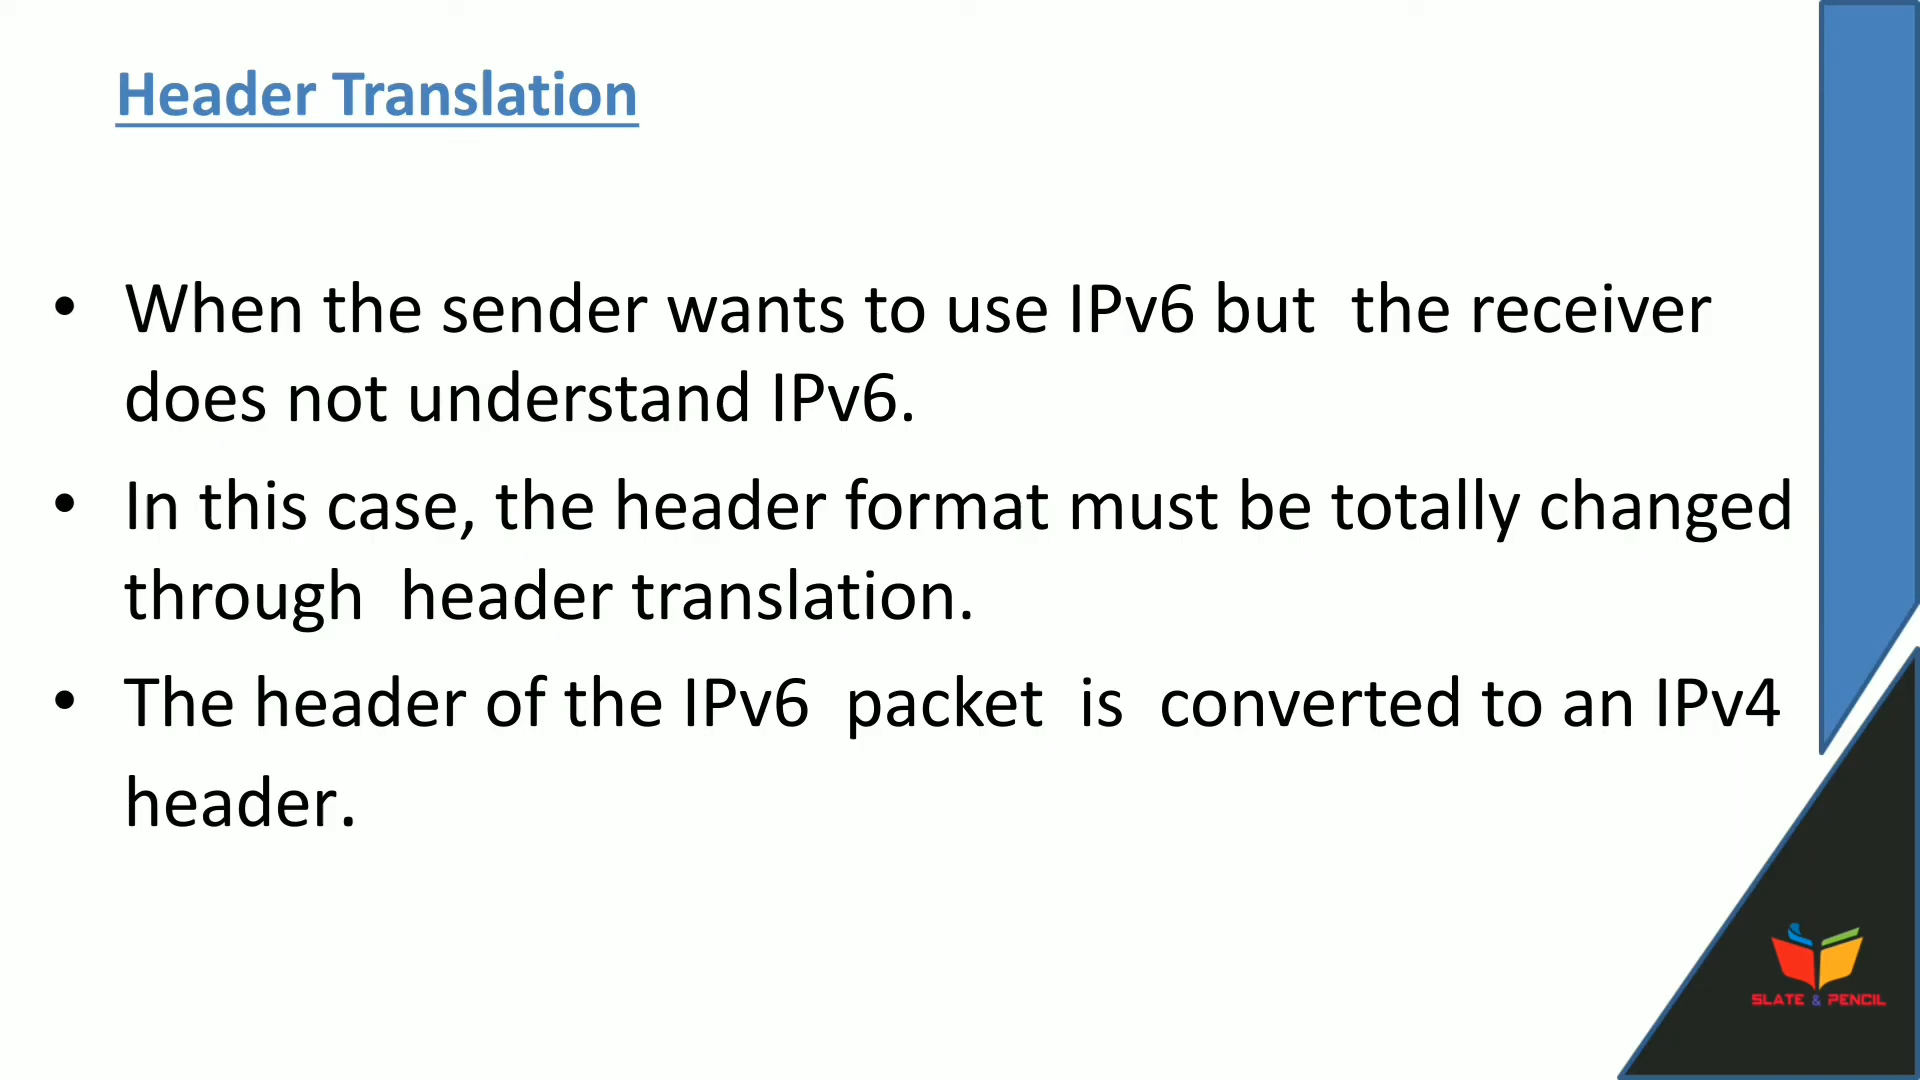 Header Translation
• When the sender wants to use IPv6 but the receiver
does not understand IPv6.
• In this case, the header format must be totally changed
through header translation.
• The header of the IPv6 packet is converted to an IPv4
header.
SLATE & PENCIL